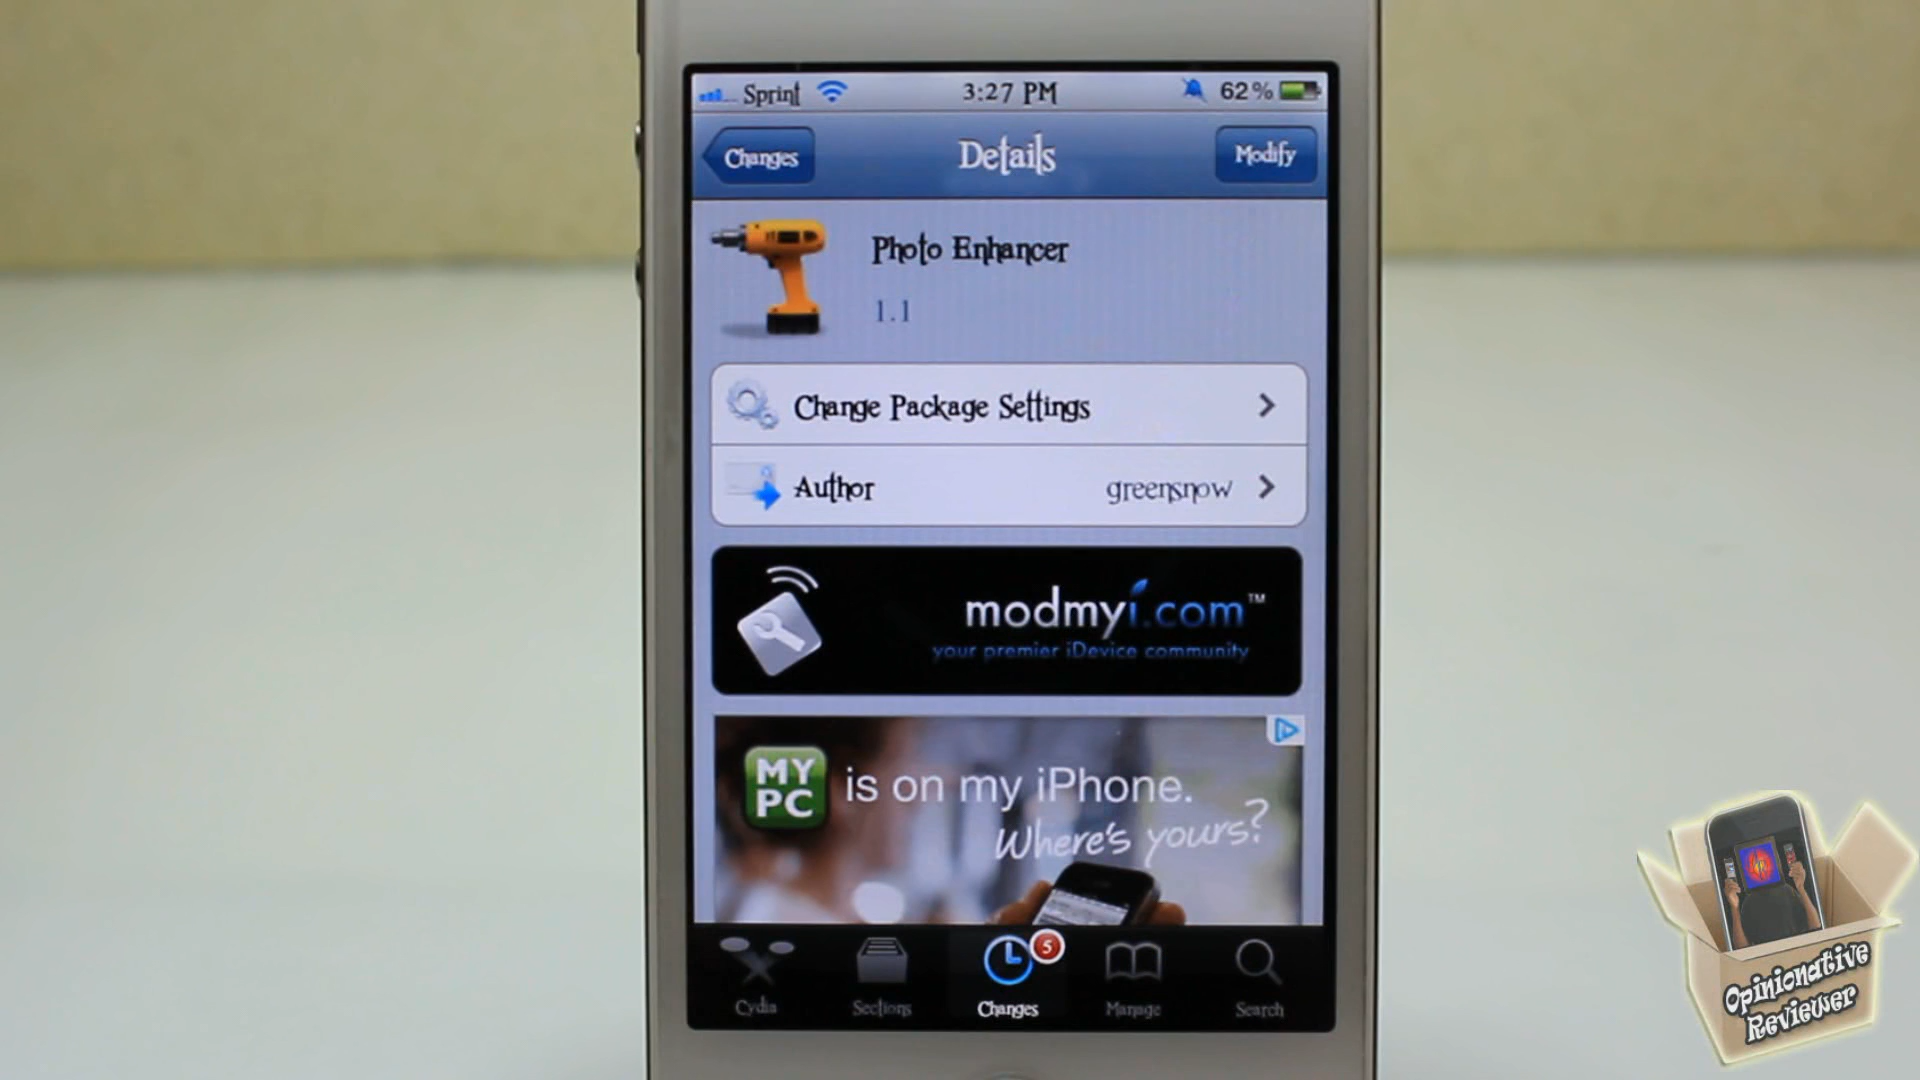 Sprint 3:27 PM 62%
Changes Details Modify
Photo Enhancer
1.1
Change Package Settings
Author greensnow
modmyi.com™
your premier iDevice community
MY PC is on my iPhone.
Where's yours?
5
Cydia Sections Changes Manage Search
Opinionative
Reviewer